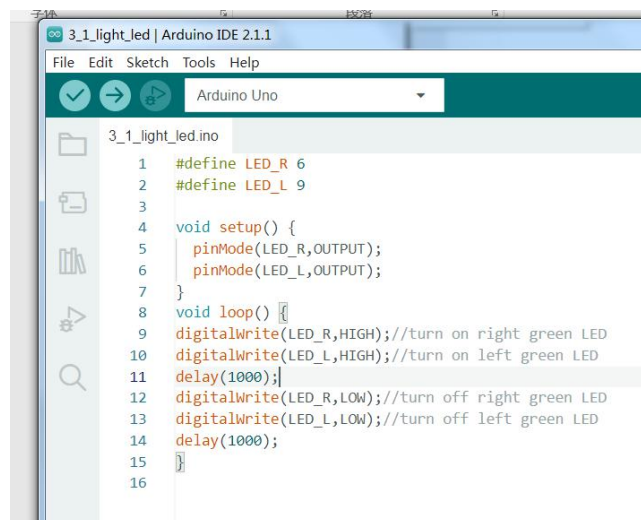 字体
段落
3_1_light_led | Arduino IDE 2.1.1
File Edit Sketch Tools Help
Arduino Uno
3_1_light_led.ino
1 #define LED_R 6
2 #define LED_L 9
3
4 void setup() {
5 pinMode(LED_R,OUTPUT);
6 pinMode(LED_L,OUTPUT);
7 }
8 void loop() {
9 digitalWrite(LED_R,HIGH);//turn on right green LED
10 digitalWrite(LED_L,HIGH);//turn on left green LED
11 delay(1000);
12 digitalWrite(LED_R,LOW);//turn off right green LED
13 digitalWrite(LED_L,LOW);//turn off left green LED
14 delay(1000);
15 }
16